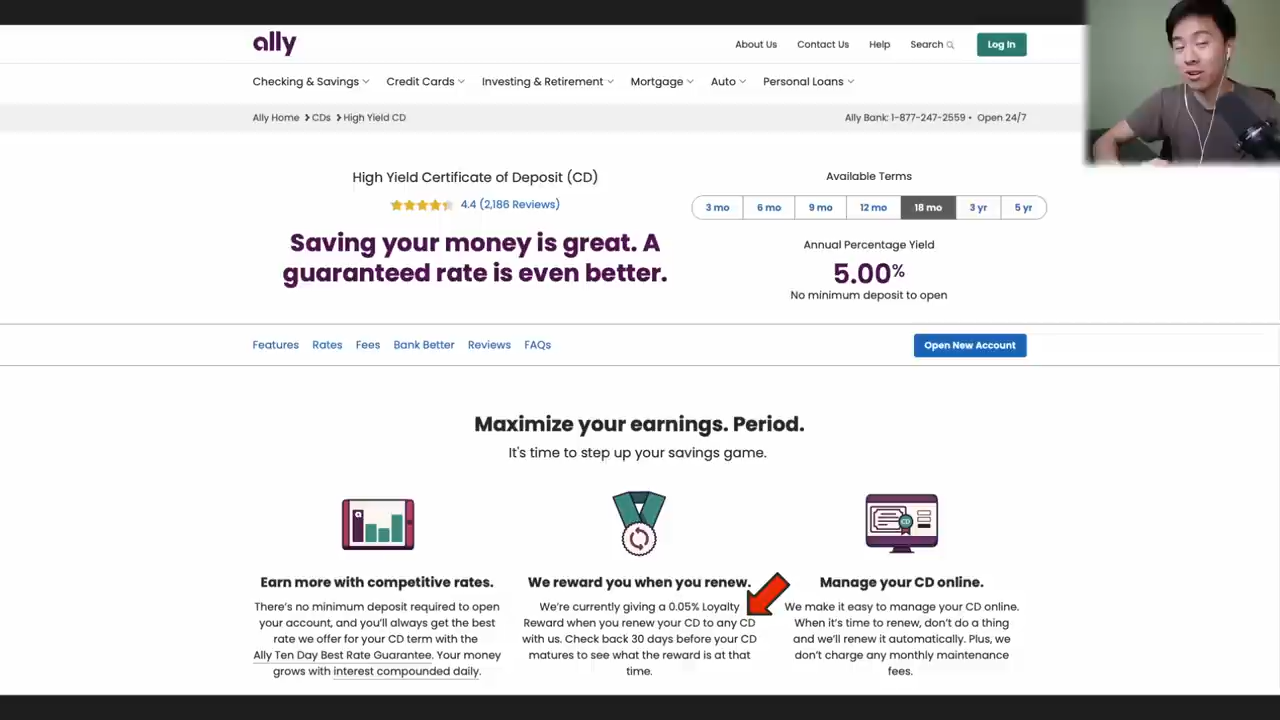 ally
About Us
Contact Us
Help
Search
Log In
Checking & Savings
Credit Cards
Investing & Retirement
Mortgage
Auto
Personal Loans
Ally Home > CDs > High Yield CD
Ally Bank: 1-877-247-2559 • Open 24/7
High Yield Certificate of Deposit (CD)
4.4 (2,186 Reviews)
Saving your money is great. A
guaranteed rate is even better.
Available Terms
3 mo
6 mo
9 mo
12 mo
18 mo
3 yr
5 yr
Annual Percentage Yield
5.00%
No minimum deposit to open
Features
Rates
Fees
Bank Better
Reviews
FAQs
Open New Account
Maximize your earnings. Period.
It's time to step up your savings game.
a
CD
Earn more with competitive rates.
There's no minimum deposit required to open
your account, and you'll always get the best
rate we offer for your CD term with the
Ally Ten Day Best Rate Guarantee. Your money
grows with interest compounded daily.
We reward you when you renew.
We're currently giving a 0.05% Loyalty
Reward when you renew your CD to any CD
with us. Check back 30 days before your CD
matures to see what the reward is at that
time.
Manage your CD online.
We make it easy to manage your CD online.
When it's time to renew, don't do a thing
and we'll renew it automatically. Plus, we
don't charge any monthly maintenance
fees.